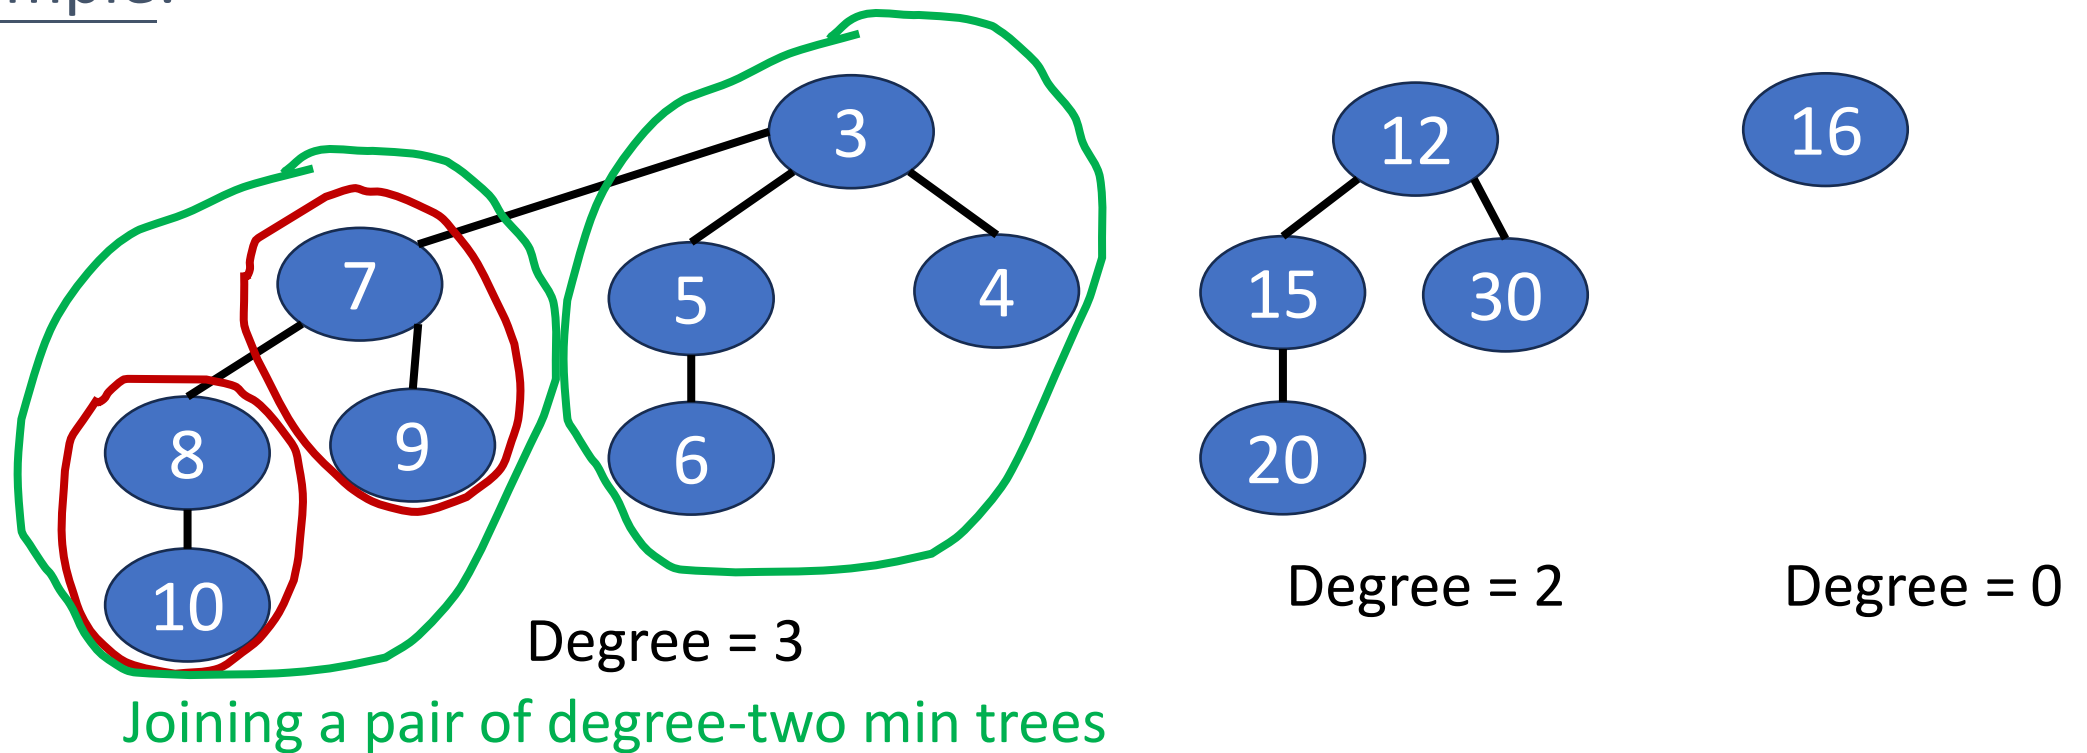 mple:
3
12
16
7
5
4
15
30
8
9
6
20
10
Degree = 2
Degree = 0
Degree = 3
Joining a pair of degree-two min trees